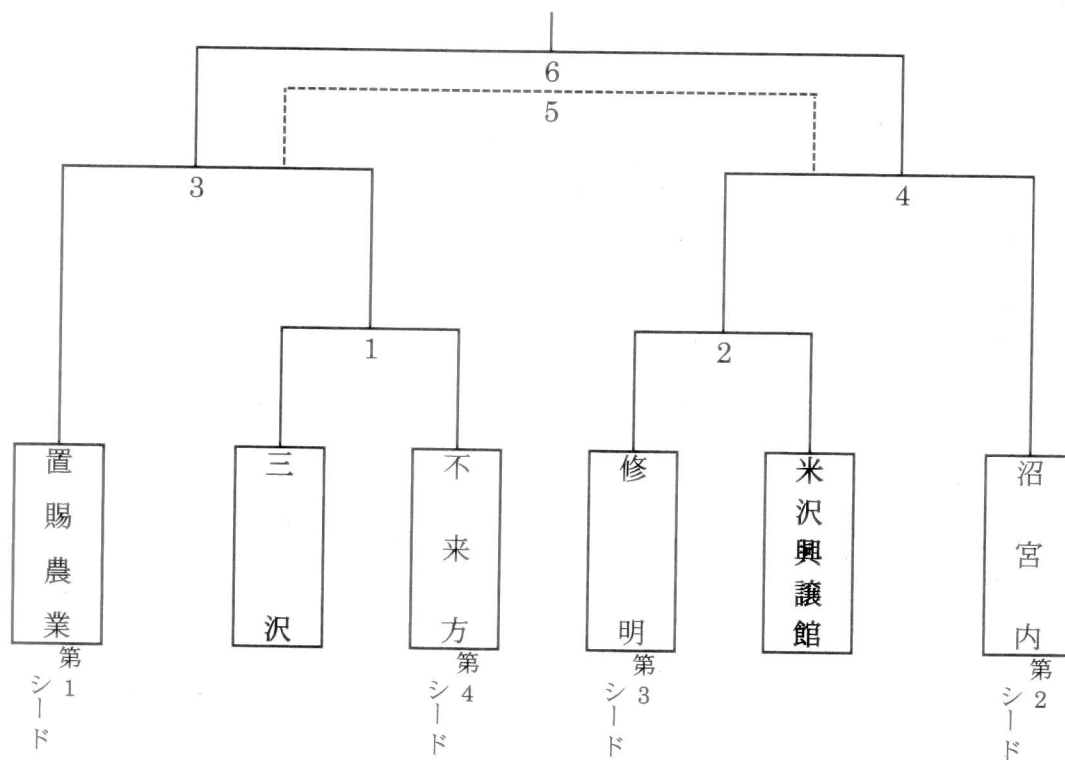 6
5
3
4
1
2
置賜農業
第1シード
三沢
不来方
第4シード
修明
第3シード
米沢興譲館
沼宮内
第2シード